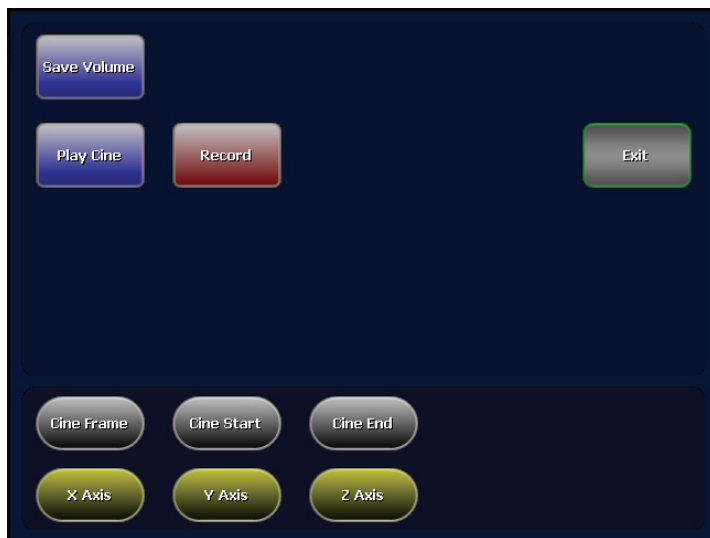 Save Volume
Play Cine
Record
Exit
Cine Frame
Cine Start
Cine End
X Axis
Y Axis
Z Axis